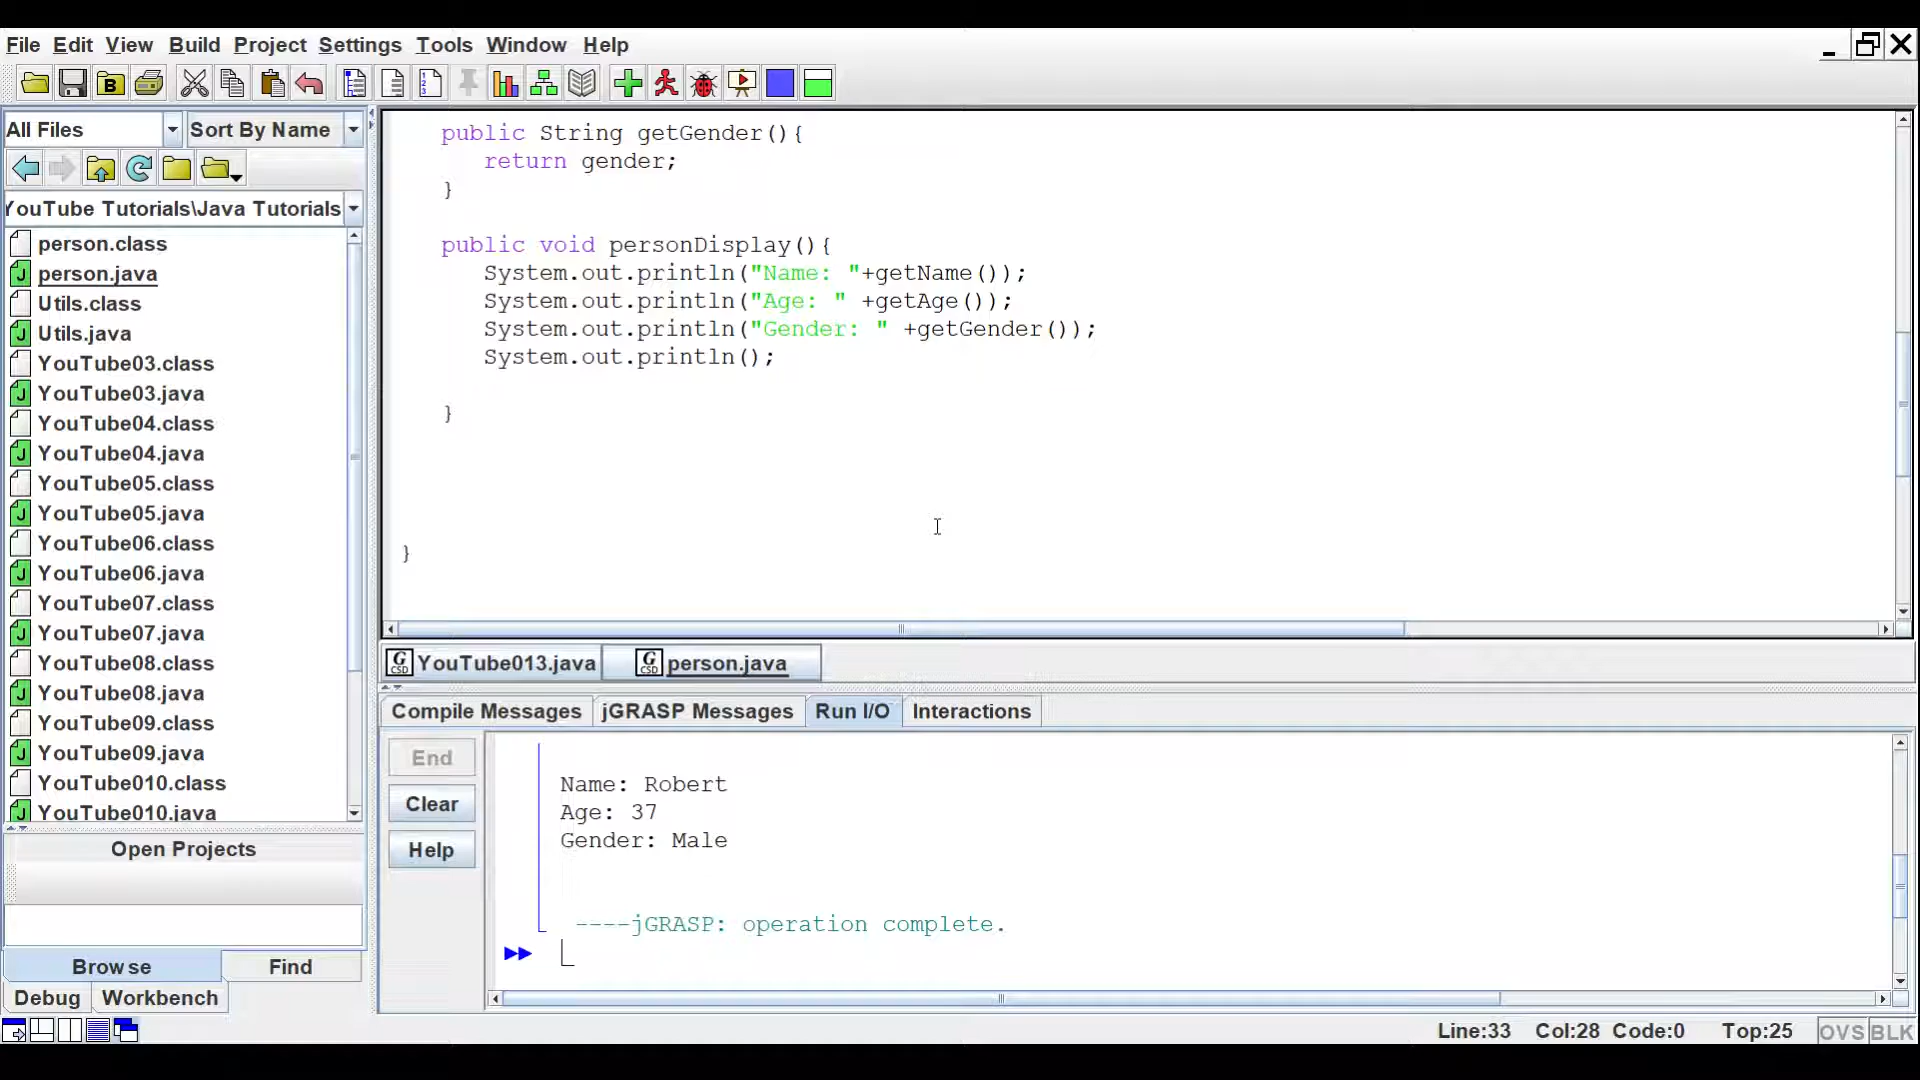 File Edit View Build Project Settings Tools Window Help
All Files
Sort By Name
YouTube Tutorials\Java Tutorials
person.class
person.java
Utils.class
Utils.java
YouTube03.class
YouTube03.java
YouTube04.class
YouTube04.java
YouTube05.class
YouTube05.java
YouTube06.class
YouTube06.java
YouTube07.class
YouTube07.java
YouTube08.class
YouTube08.java
YouTube09.class
YouTube09.java
YouTube010.class
YouTube010.java
Open Projects
Browse Find
Debug Workbench
public String getGender(){
return gender;
}
public void personDisplay(){
System.out.println("Name: "+getName());
System.out.println("Age: " +getAge());
System.out.println("Gender: " +getGender());
System.out.println();
}
}
YouTube013.java person.java
Compile Messages jGRASP Messages Run I/O Interactions
End
Clear
Help
Name: Robert
Age: 37
Gender: Male
----jGRASP: operation complete.
Line:33 Col:28 Code:0 Top:25 OVS BLK